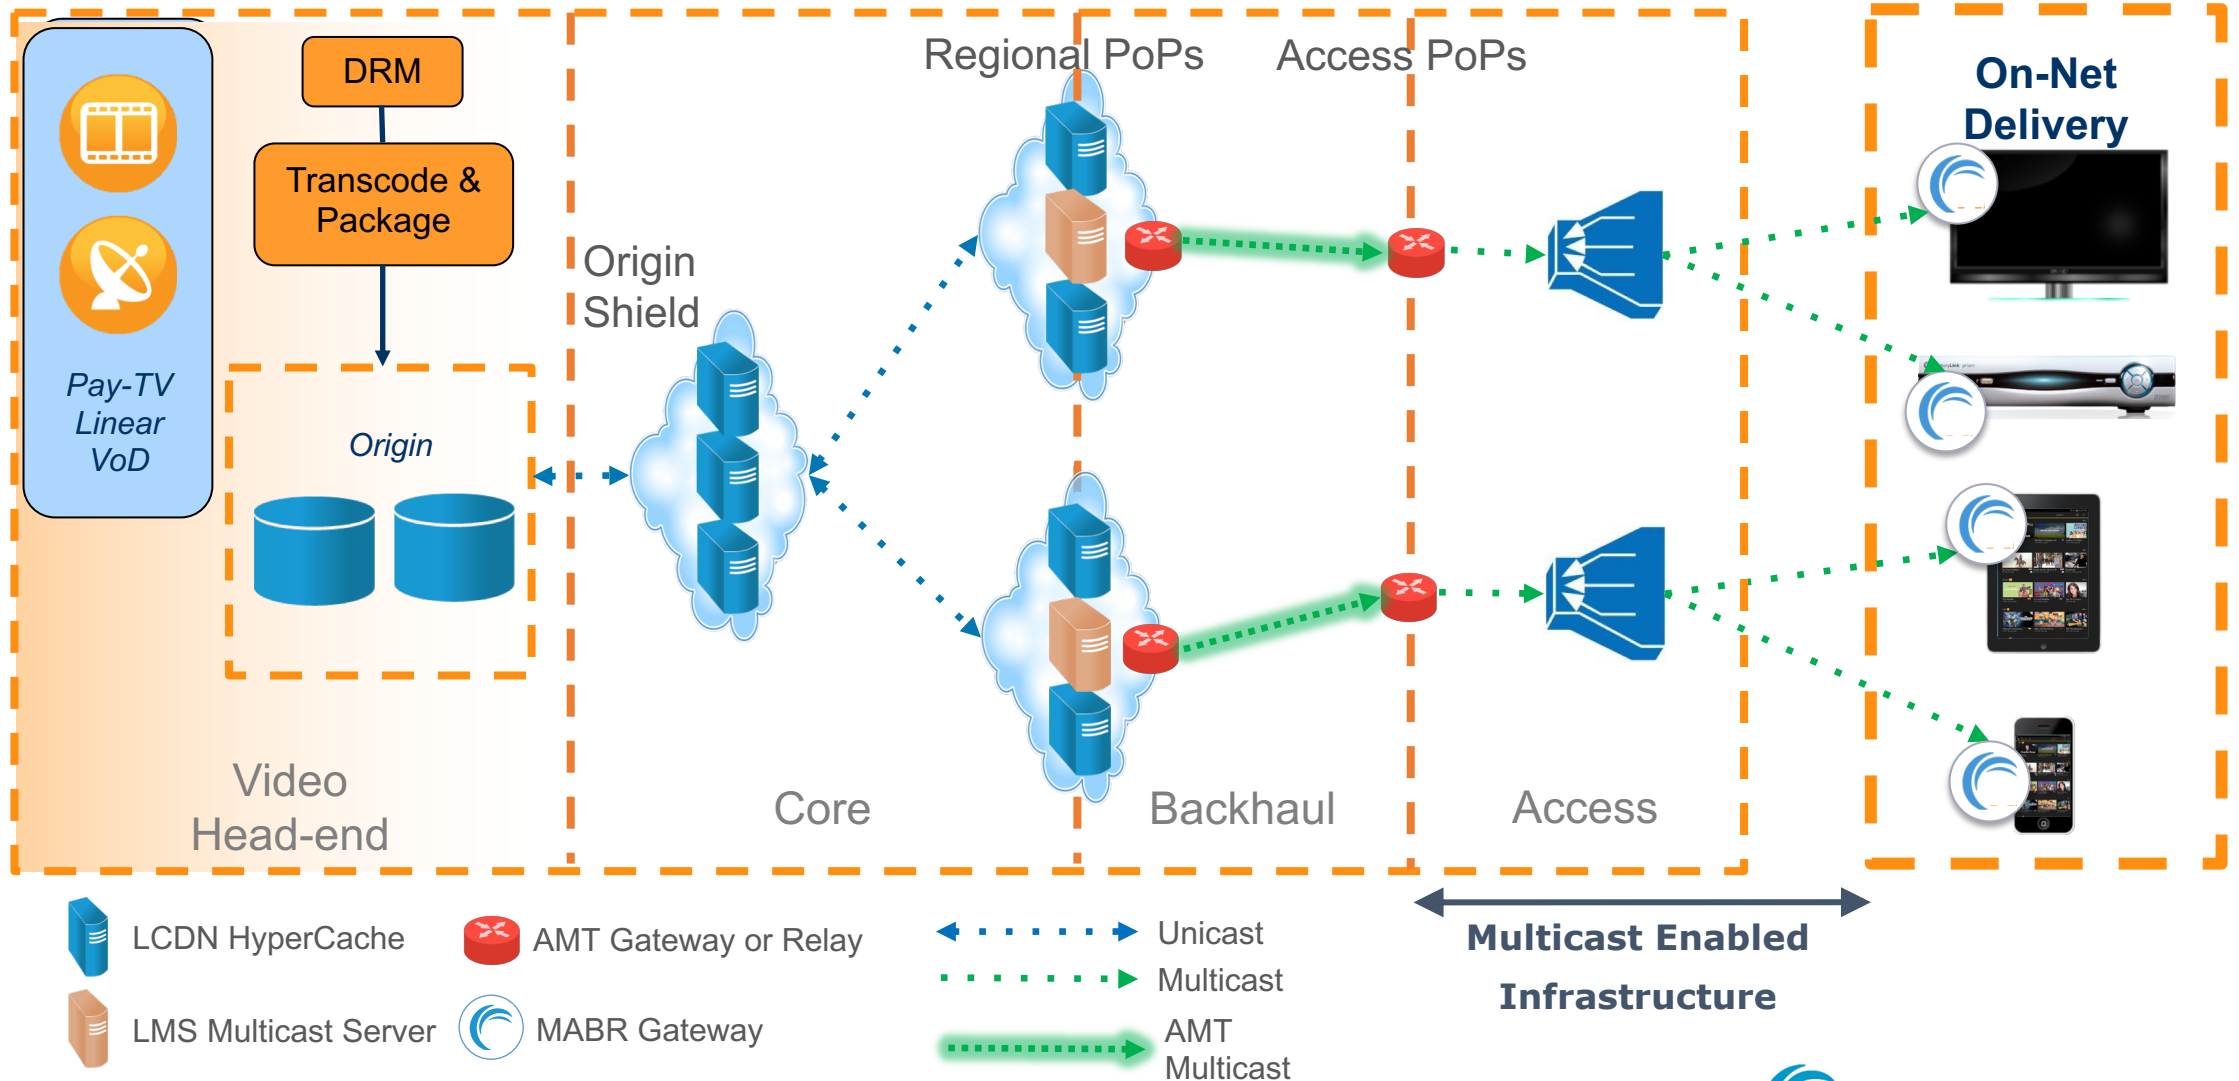 Regional PoPs
Access PoPs
DRM
On-Net
Delivery
Transcode &
Package
Origin
Shield
Pay-TV
Linear
VoD
Origin
Video
Head-end
Core
Backhaul
Access
LCDN HyperCache
AMT Gateway or Relay
Unicast
Multicast Enabled
Infrastructure
Multicast
LMS Multicast Server
MABR Gateway
AMT
Multicast